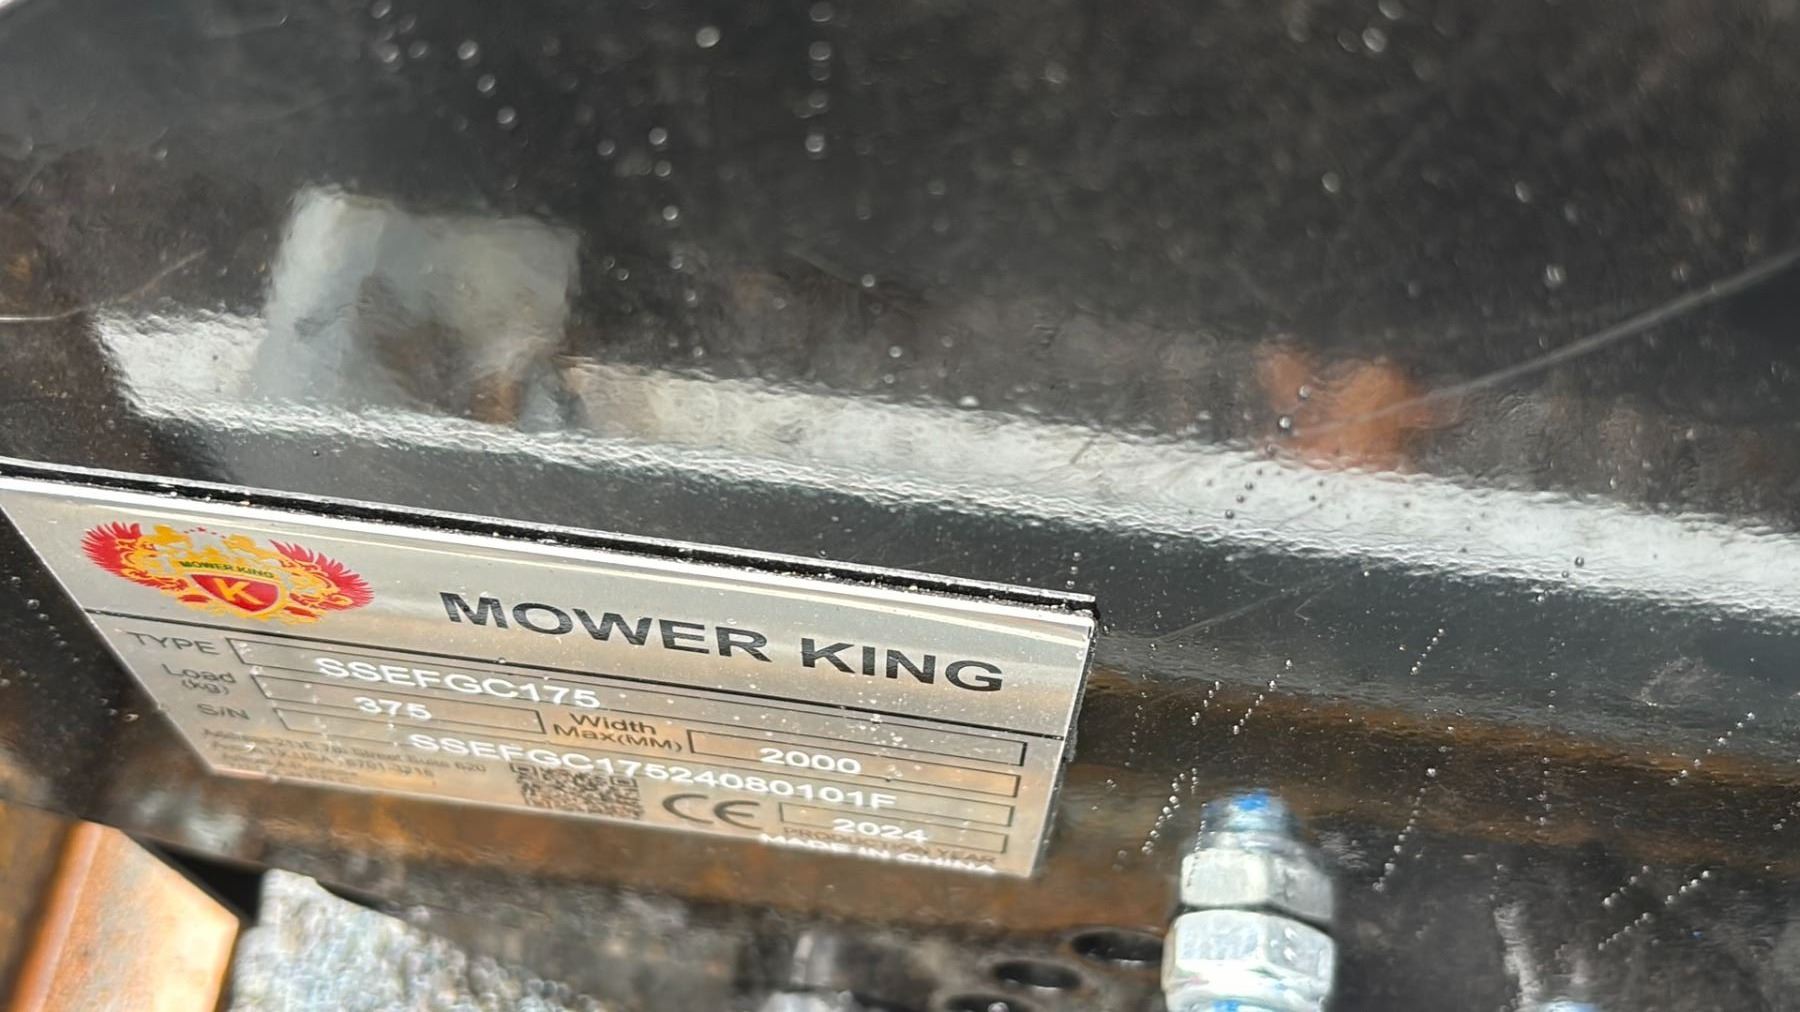 MOWER KING
K
MOWER KING
TYPE SSEFGC175
Load (kg) 375 Width Max(MM) 2000
S/N SSEFGC17524080101F
CE 2024
PRODUCTION YEAR
MADE IN CHINA